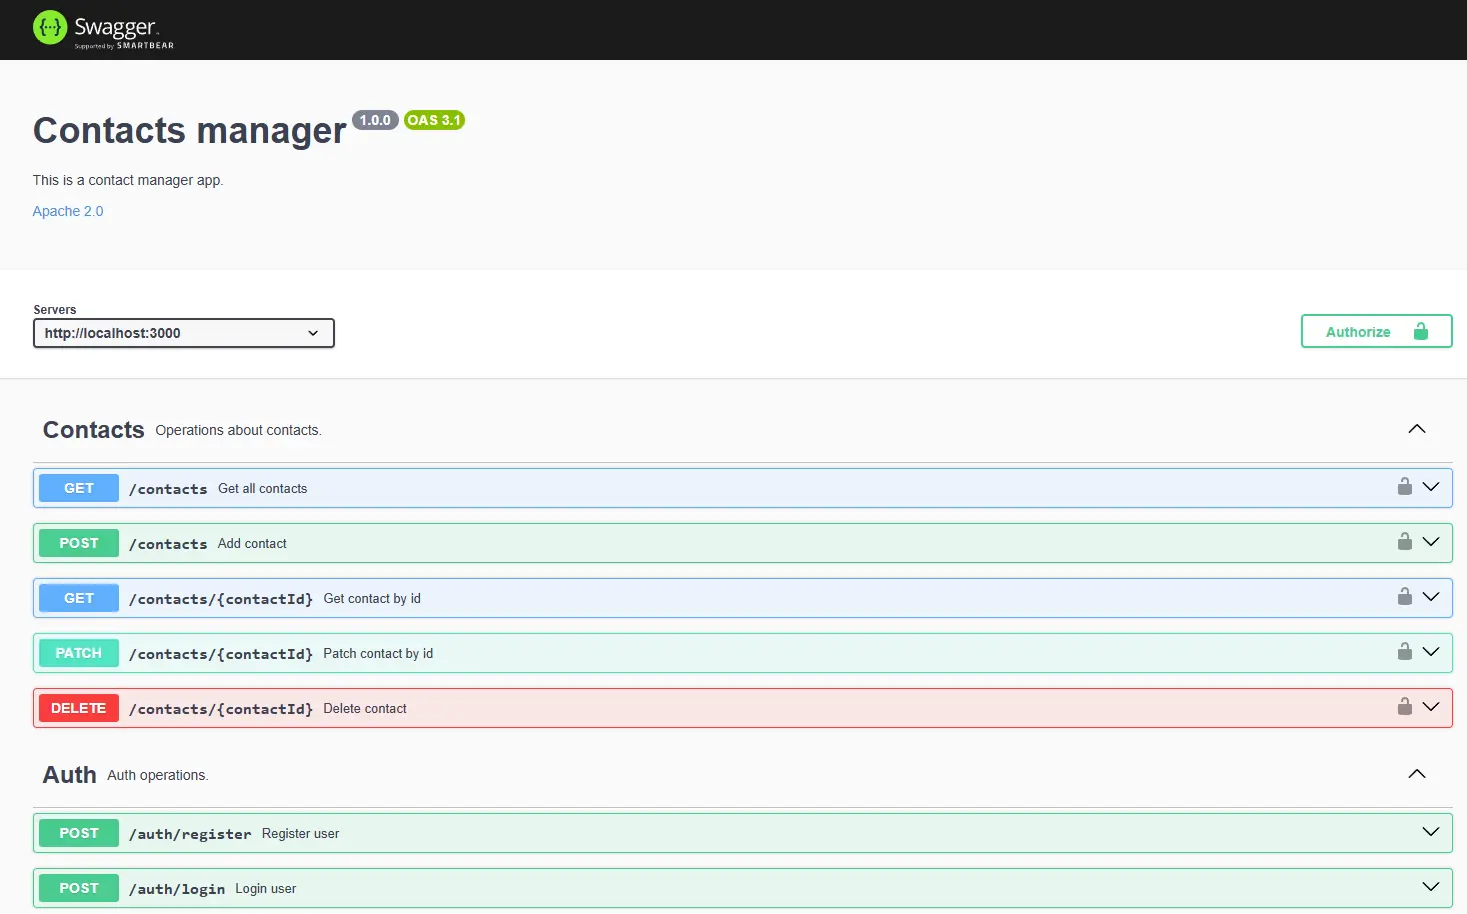 {···} Swagger.
Supported by SMARTBEAR
Contacts manager 1.0.0 OAS 3.1
This is a contact manager app.
Apache 2.0
Servers
http://localhost:3000
Authorize
Contacts Operations about contacts.
GET /contacts Get all contacts
POST /contacts Add contact
GET /contacts/{contactId} Get contact by id
PATCH /contacts/{contactId} Patch contact by id
DELETE /contacts/{contactId} Delete contact
Auth Auth operations.
POST /auth/register Register user
POST /auth/login Login user